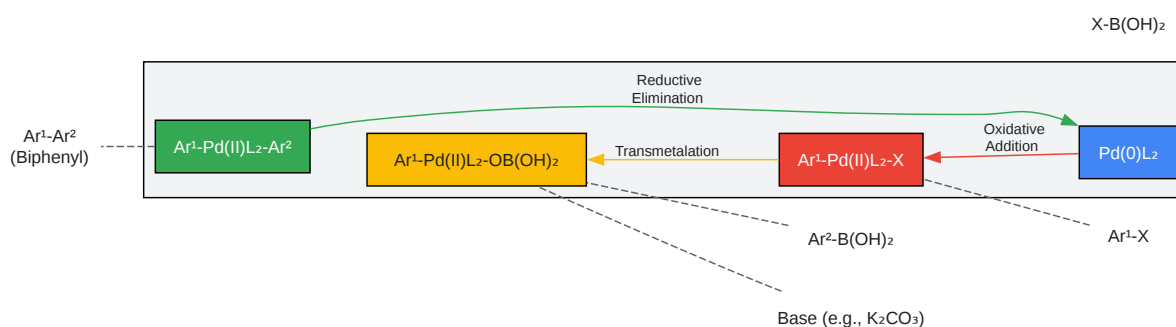 X-B(OH)₂
Reductive
Elimination
Oxidative
Addition
Ar¹-Ar²
(Biphenyl)
Ar¹-Pd(II)L₂-Ar²
Ar¹-Pd(II)L₂-OB(OH)₂
Transmetalation
Ar¹-Pd(II)L₂-X
Pd(0)L₂
Ar²-B(OH)₂
Ar¹-X
Base (e.g., K₂CO₃)